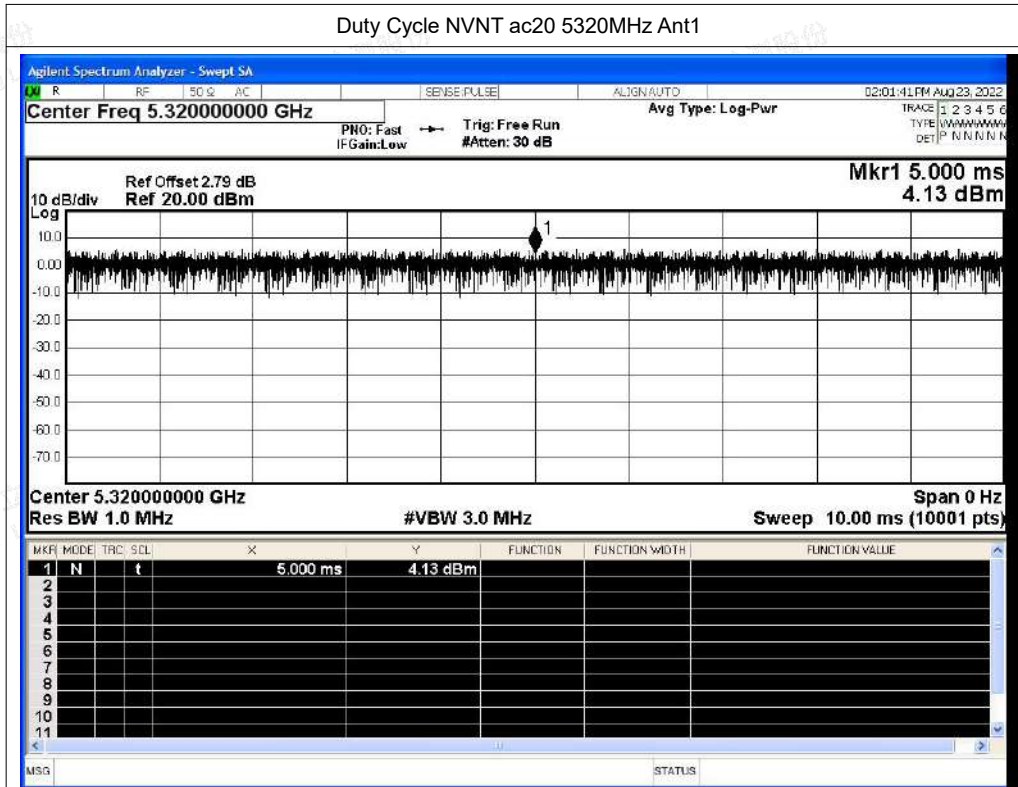 Duty Cycle NVNT ac20 5320MHz Ant1
Agilent Spectrum Analyzer - Swept SA
R RF 50 Ω AC SENSE:PULSE ALIGN AUTO 02:01:41 PM Aug 23, 2022
Center Freq 5.320000000 GHz Avg Type: Log-Pwr TRACE 1 2 3 4 5 6
PNO: Fast Trig: Free Run TYPE
IFGain:Low #Atten: 30 dB DET P N N N N N
Mkr1 5.000 ms
Ref Offset 2.79 dB
10 dB/div Ref 20.00 dBm 4.13 dBm
Log
10.0
1
0.00
-10.0
-20.0
-30.0
-40.0
-50.0
-60.0
-70.0
Center 5.320000000 GHz Span 0 Hz
Res BW 1.0 MHz #VBW 3.0 MHz Sweep 10.00 ms (10001 pts)
MKR MODE TRC SCL X Y FUNCTION FUNCTION WIDTH FUNCTION VALUE
1 N t 5.000 ms 4.13 dBm
2
3
4
5
6
7
8
9
10
11
MSG STATUS